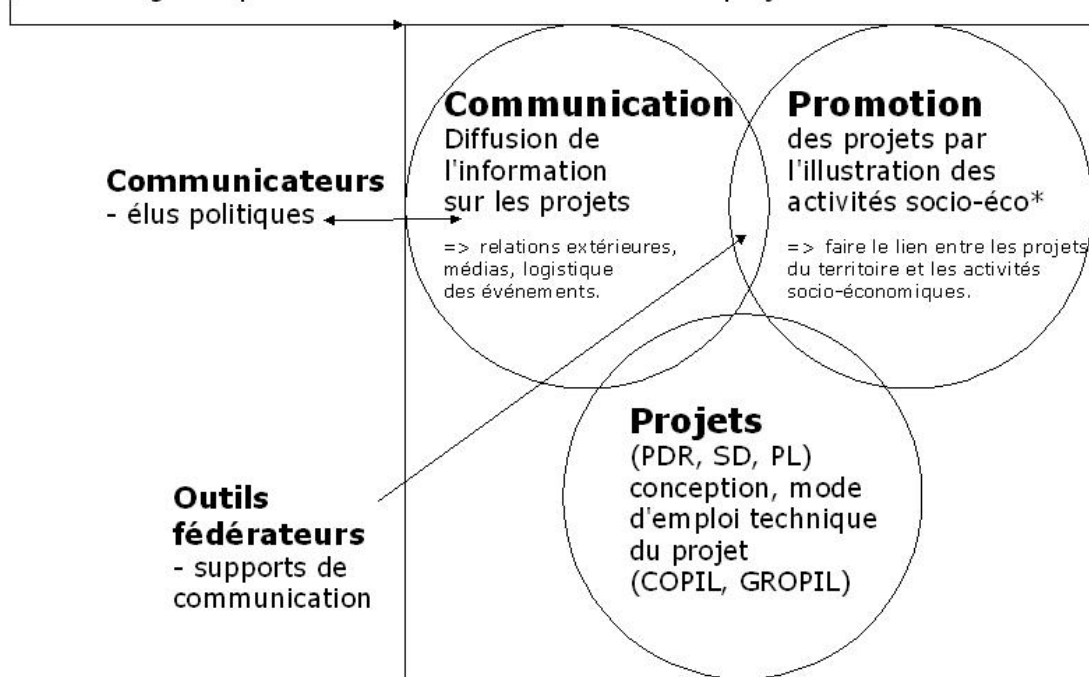 Communication
Diffusion de
l'information
sur les projets
=> relations extérieures,
médias, logistique
des événements.
Promotion
des projets par
l'illustration des
activités socio-éco*
=> faire le lien entre les projets
du territoire et les activités
socio-économiques.
Communicateurs
- élus politiques
Projets
(PDR, SD, PL)
conception, mode
d'emploi technique
du projet
(COPIL, GROPIL)
Outils
fédérateurs
- supports de
communication